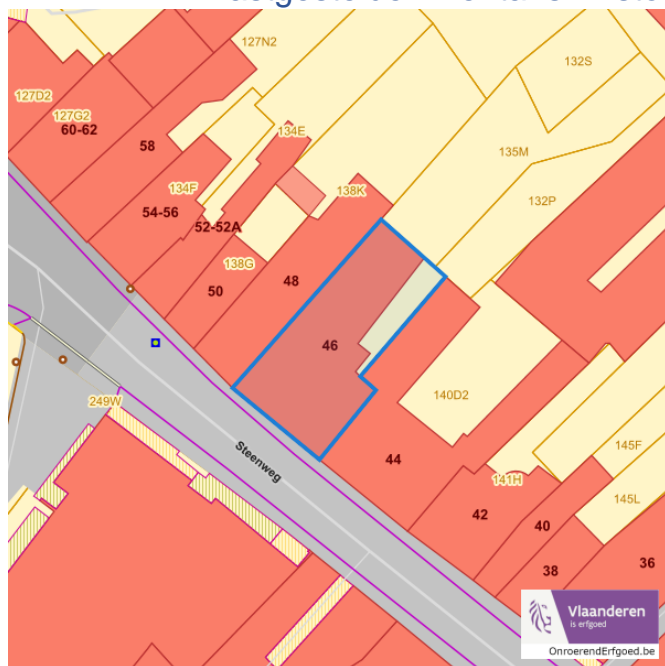 127N2
132S
127D2
127G2
60-62
58
134E
135M
134F
138K
132P
54-56
52-52A
138G
50
48
46
140D2
249W
Steenweg
44
145F
141H
42
40
145L
38
36
Vlaanderen
is erfgoed
OnroerendErfgoed.be